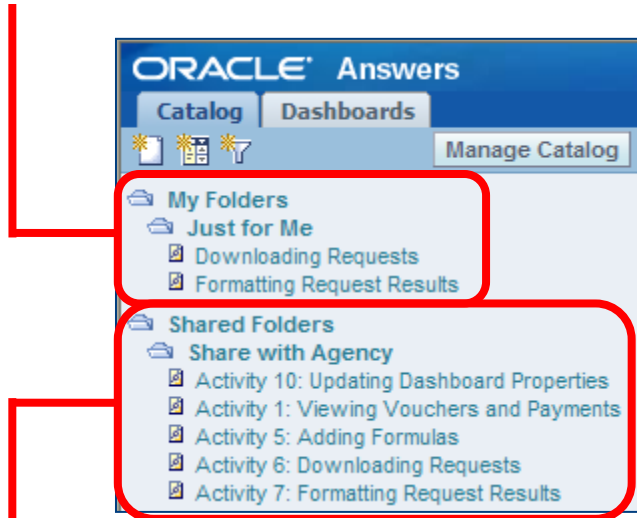 ORACLE® Answers
Catalog Dashboards
Manage Catalog
My Folders
Just for Me
Downloading Requests
Formatting Request Results
Shared Folders
Share with Agency
Activity 10: Updating Dashboard Properties
Activity 1: Viewing Vouchers and Payments
Activity 5: Adding Formulas
Activity 6: Downloading Requests
Activity 7: Formatting Request Results